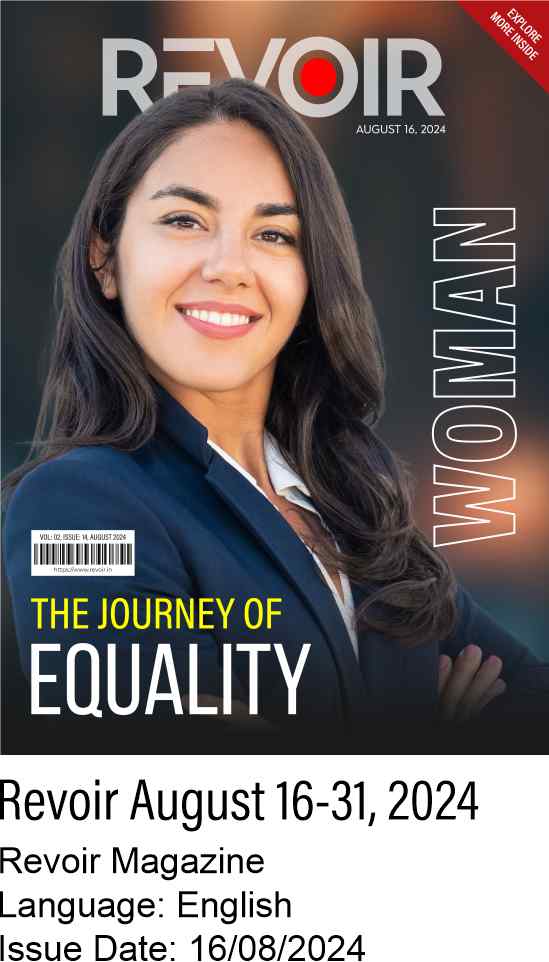 EXPLORE
MORE INSIDE
REVOIR
AUGUST 16, 2024
WOMAN
VOL: 02, ISSUE: 14, AUGUST 2024
https://www.revoir.in
THE JOURNEY OF
EQUALITY
Revoir August 16-31, 2024
Revoir Magazine
Language: English
Issue Date: 16/08/2024